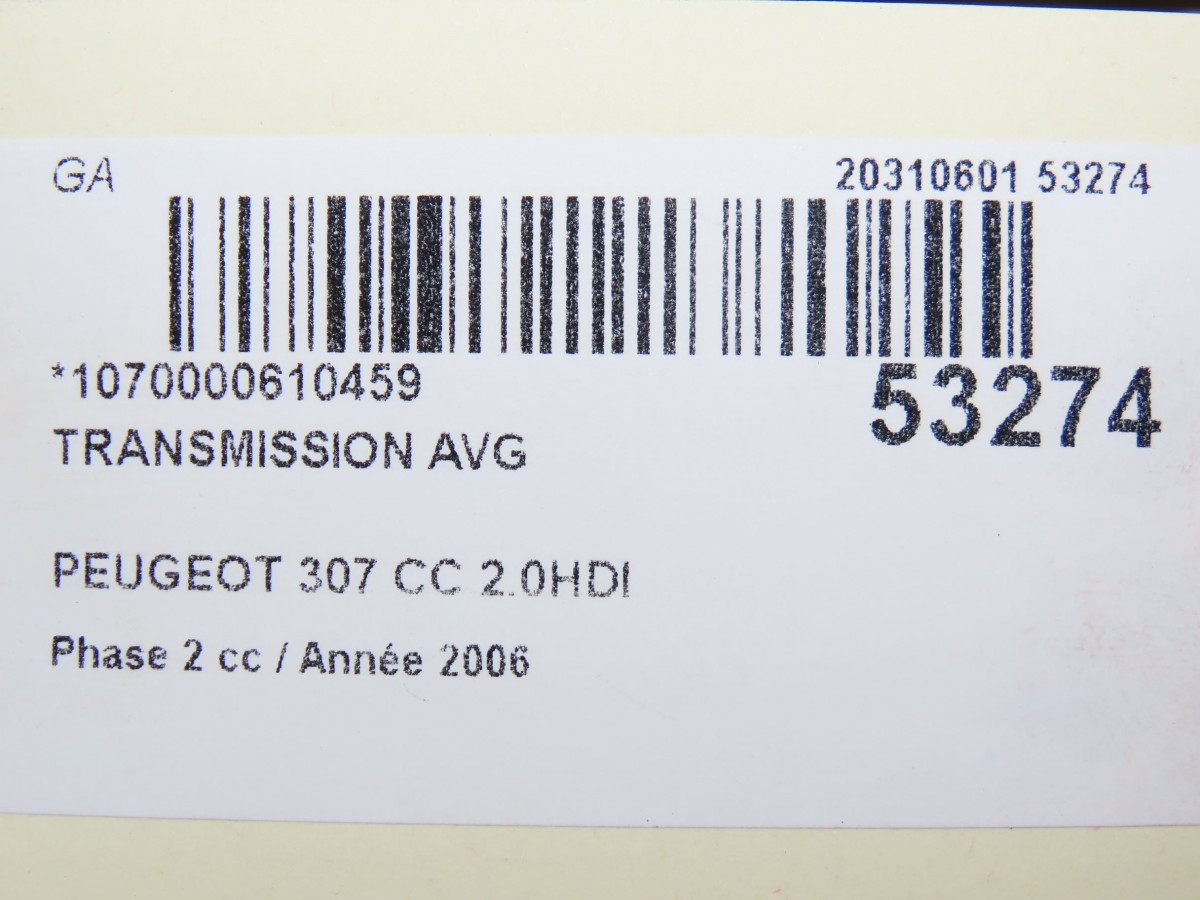 GA
20310601 53274
*1070000610459
53274
TRANSMISSION AVG
PEUGEOT 307 CC 2.0HDI
Phase 2 cc / Année 2006